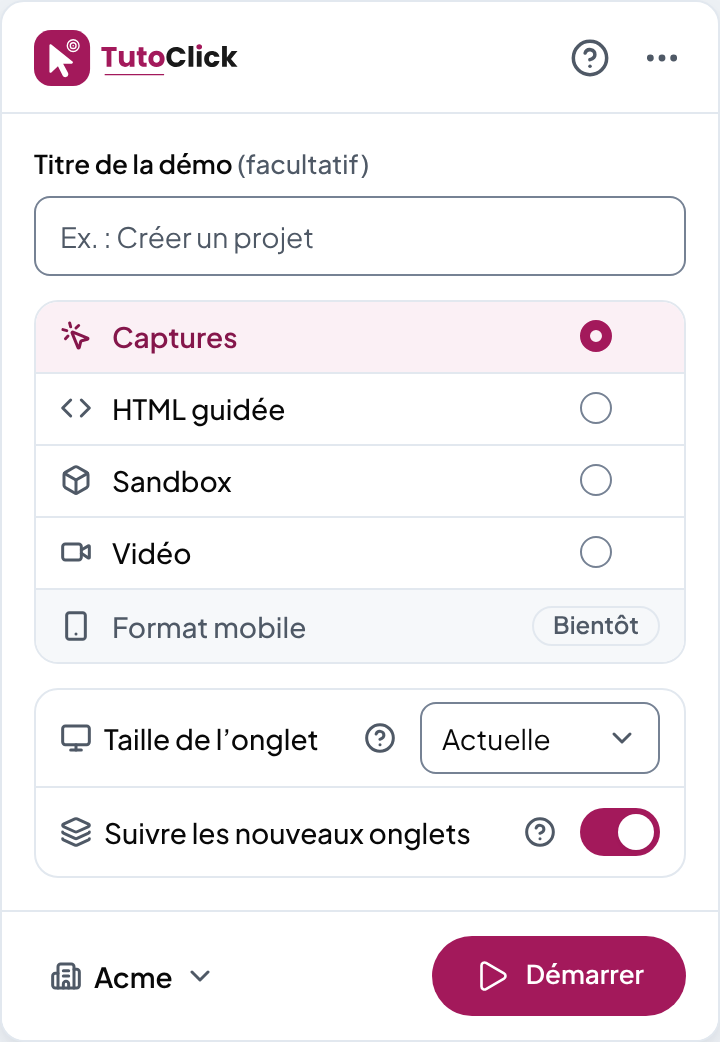 TutoClick
Titre de la démo (facultatif)
Ex. : Créer un projet
Captures
HTML guidée
Sandbox
Vidéo
Format mobile Bientôt
Taille de l’onglet Actuelle
Suivre les nouveaux onglets
Acme Démarrer